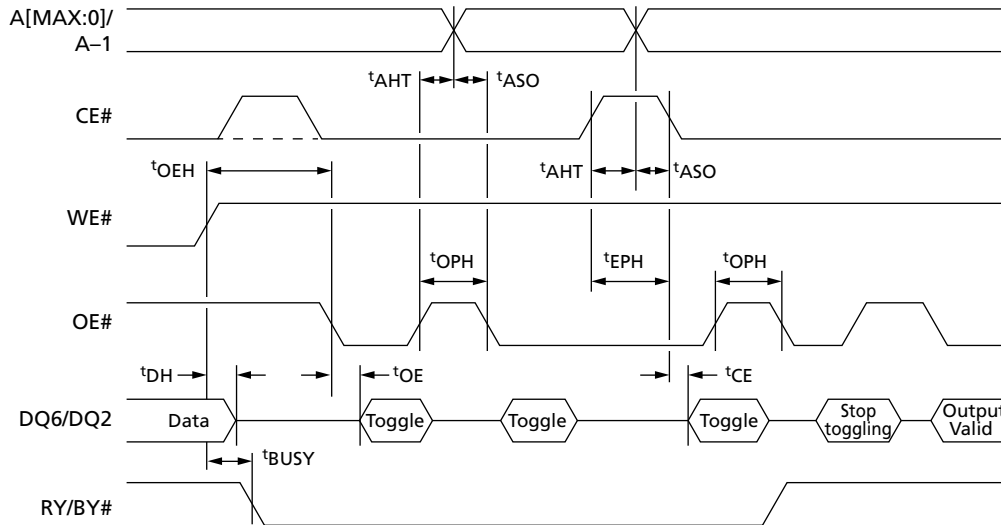 A[MAX:0]/
A–1
tAHT
tASO
CE#
tOEH
tAHT
tASO
WE#
tOPH
tEPH
tOPH
OE#
tDH
tOE
tCE
DQ6/DQ2
Data
Toggle
Toggle
Toggle
Stop
toggling
Output
Valid
tBUSY
RY/BY#